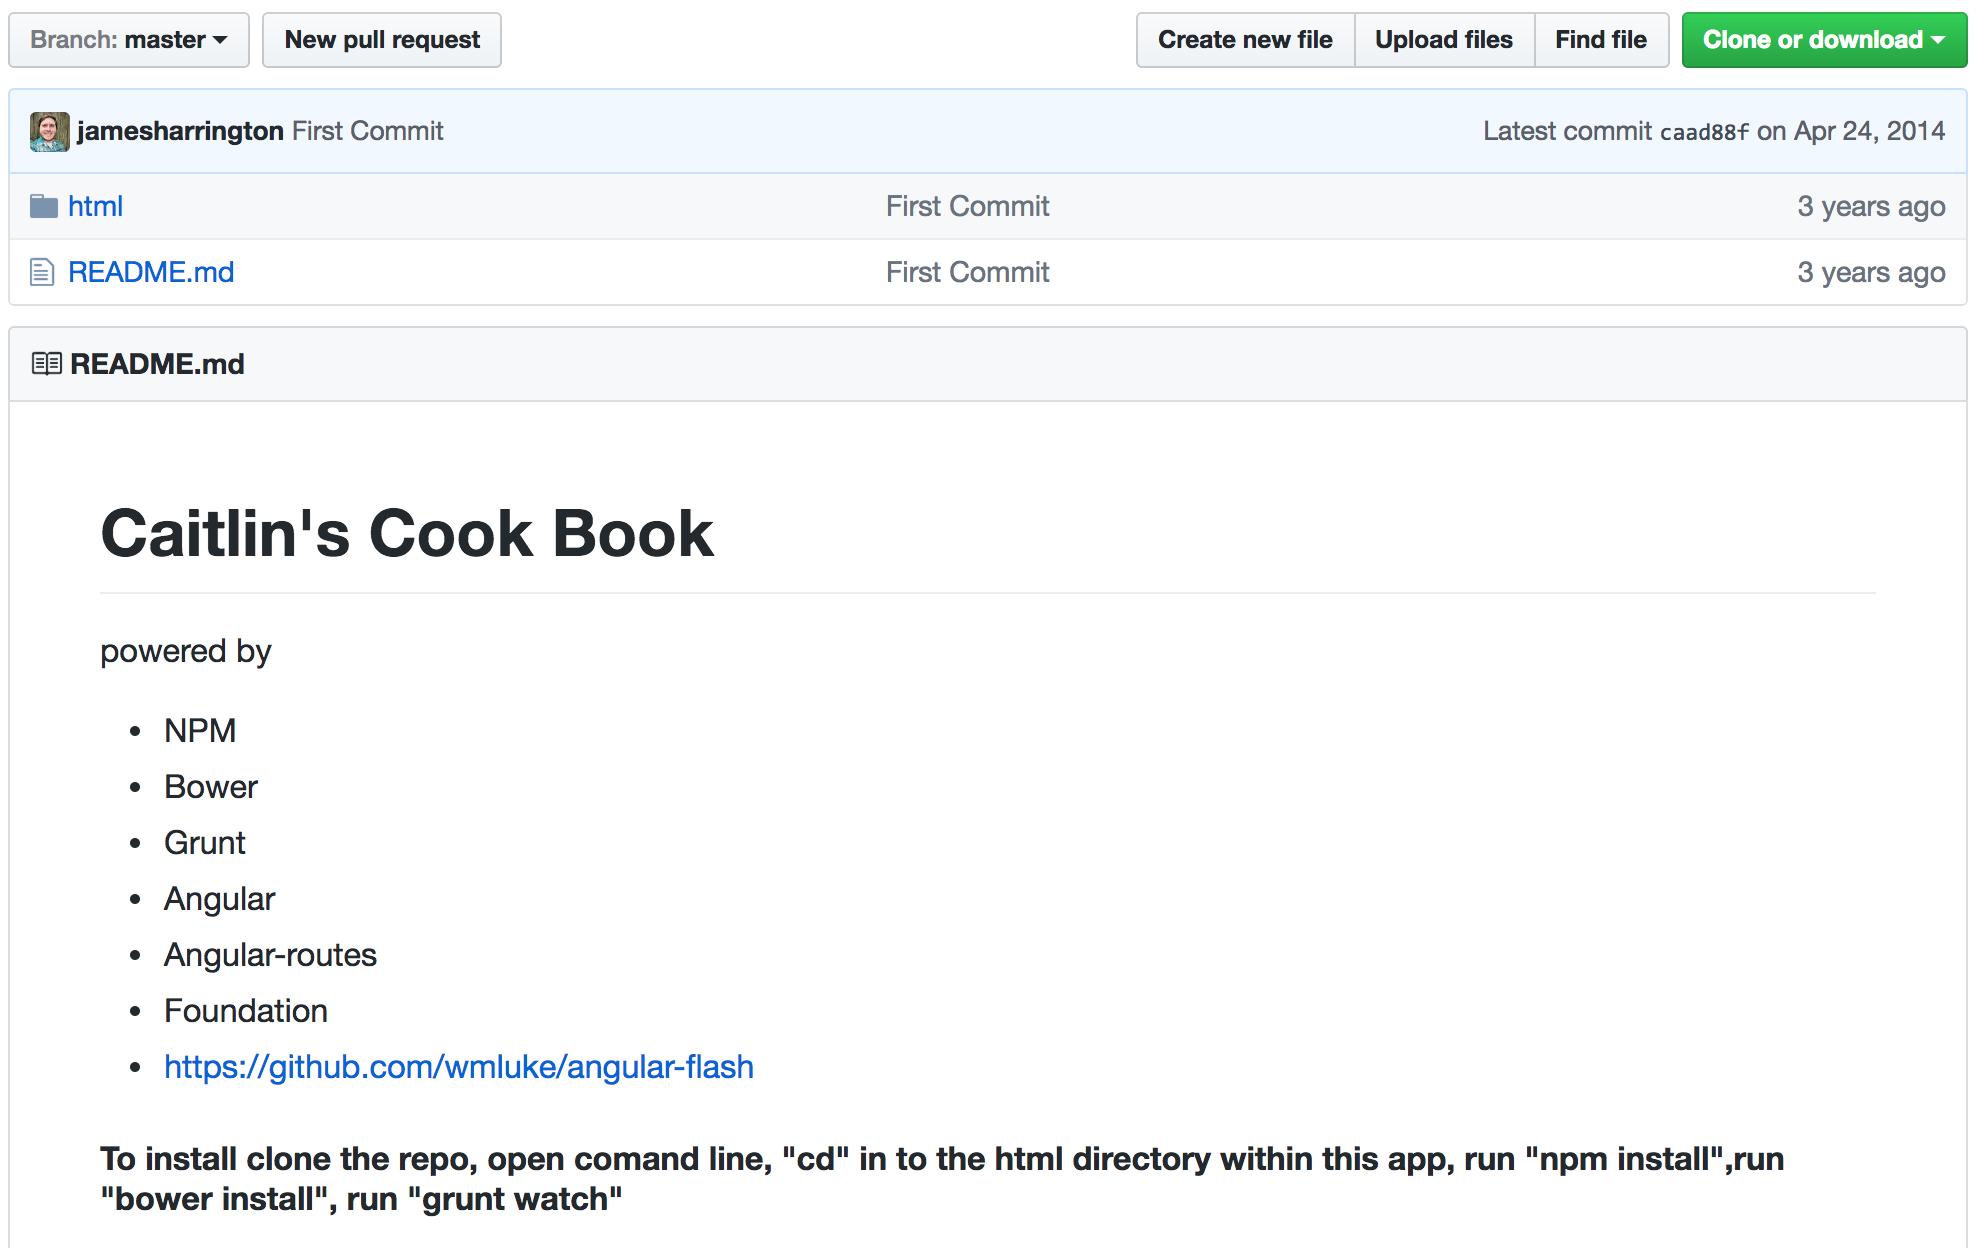 Branch: master New pull request Create new file Upload files Find file Clone or download
jamesharrington First Commit Latest commit caad88f on Apr 24, 2014
html First Commit 3 years ago
README.md First Commit 3 years ago
README.md
Caitlin's Cook Book
powered by
• NPM
• Bower
• Grunt
• Angular
• Angular-routes
• Foundation
• https://github.com/wmluke/angular-flash
To install clone the repo, open comand line, "cd" in to the html directory within this app, run "npm install",run
"bower install", run "grunt watch"